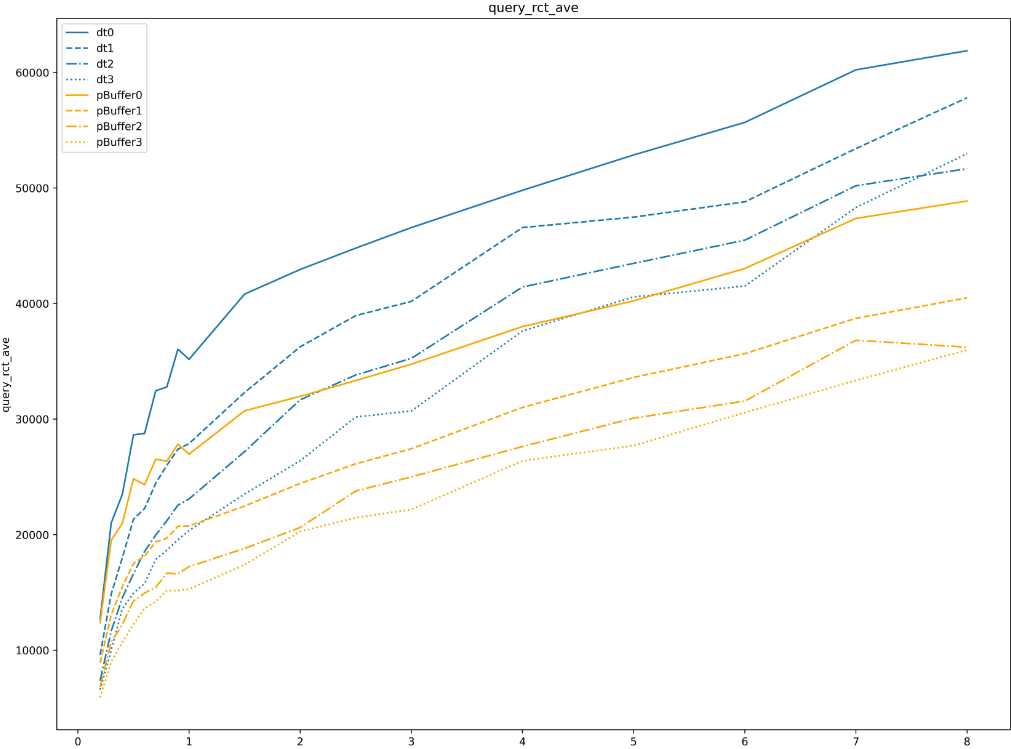 query_rct_ave
dt0
dt1
dt2
dt3
pBuffer0
pBuffer1
pBuffer2
pBuffer3
60000
50000
40000
30000
20000
10000
query_rct_ave
0 1 2 3 4 5 6 7 8